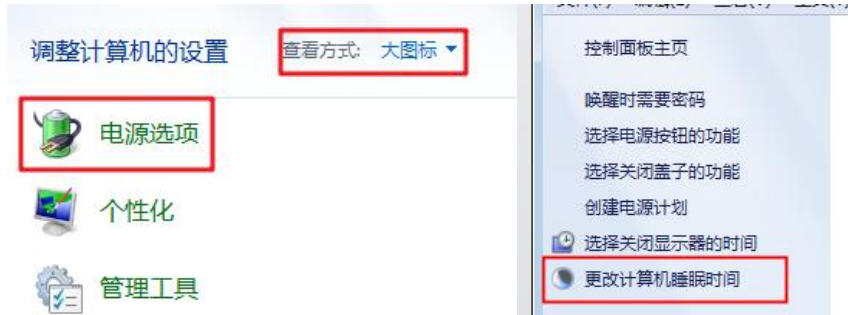 调整计算机的设置
查看方式: 大图标
电源选项
个性化
管理工具
控制面板主页
唤醒时需要密码
选择电源按钮的功能
选择关闭盖子的功能
创建电源计划
选择关闭显示器的时间
更改计算机睡眠时间